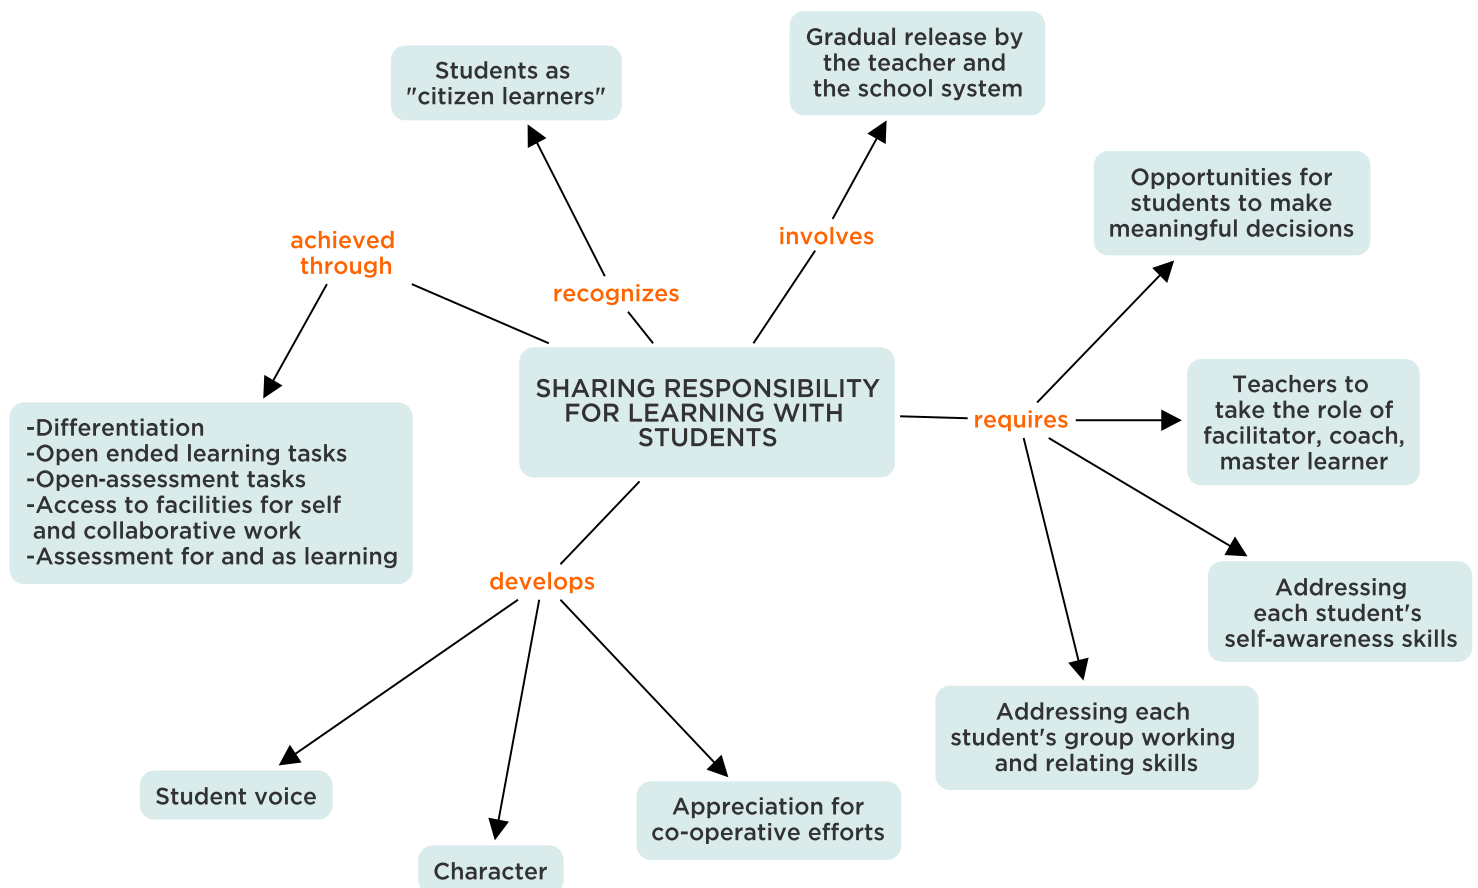 Gradual release by
the teacher and
the school system
Students as
"citizen learners"
Opportunities for
students to make
meaningful decisions
involves
achieved
through
recognizes
SHARING RESPONSIBILITY
FOR LEARNING WITH
STUDENTS
requires
Teachers to
take the role of
facilitator, coach,
master learner
-Differentiation
-Open ended learning tasks
-Open-assessment tasks
-Access to facilities for self
and collaborative work
-Assessment for and as learning
develops
Addressing
each student's
self-awareness skills
Addressing each
student's group working
and relating skills
Student voice
Appreciation for
co-operative efforts
Character